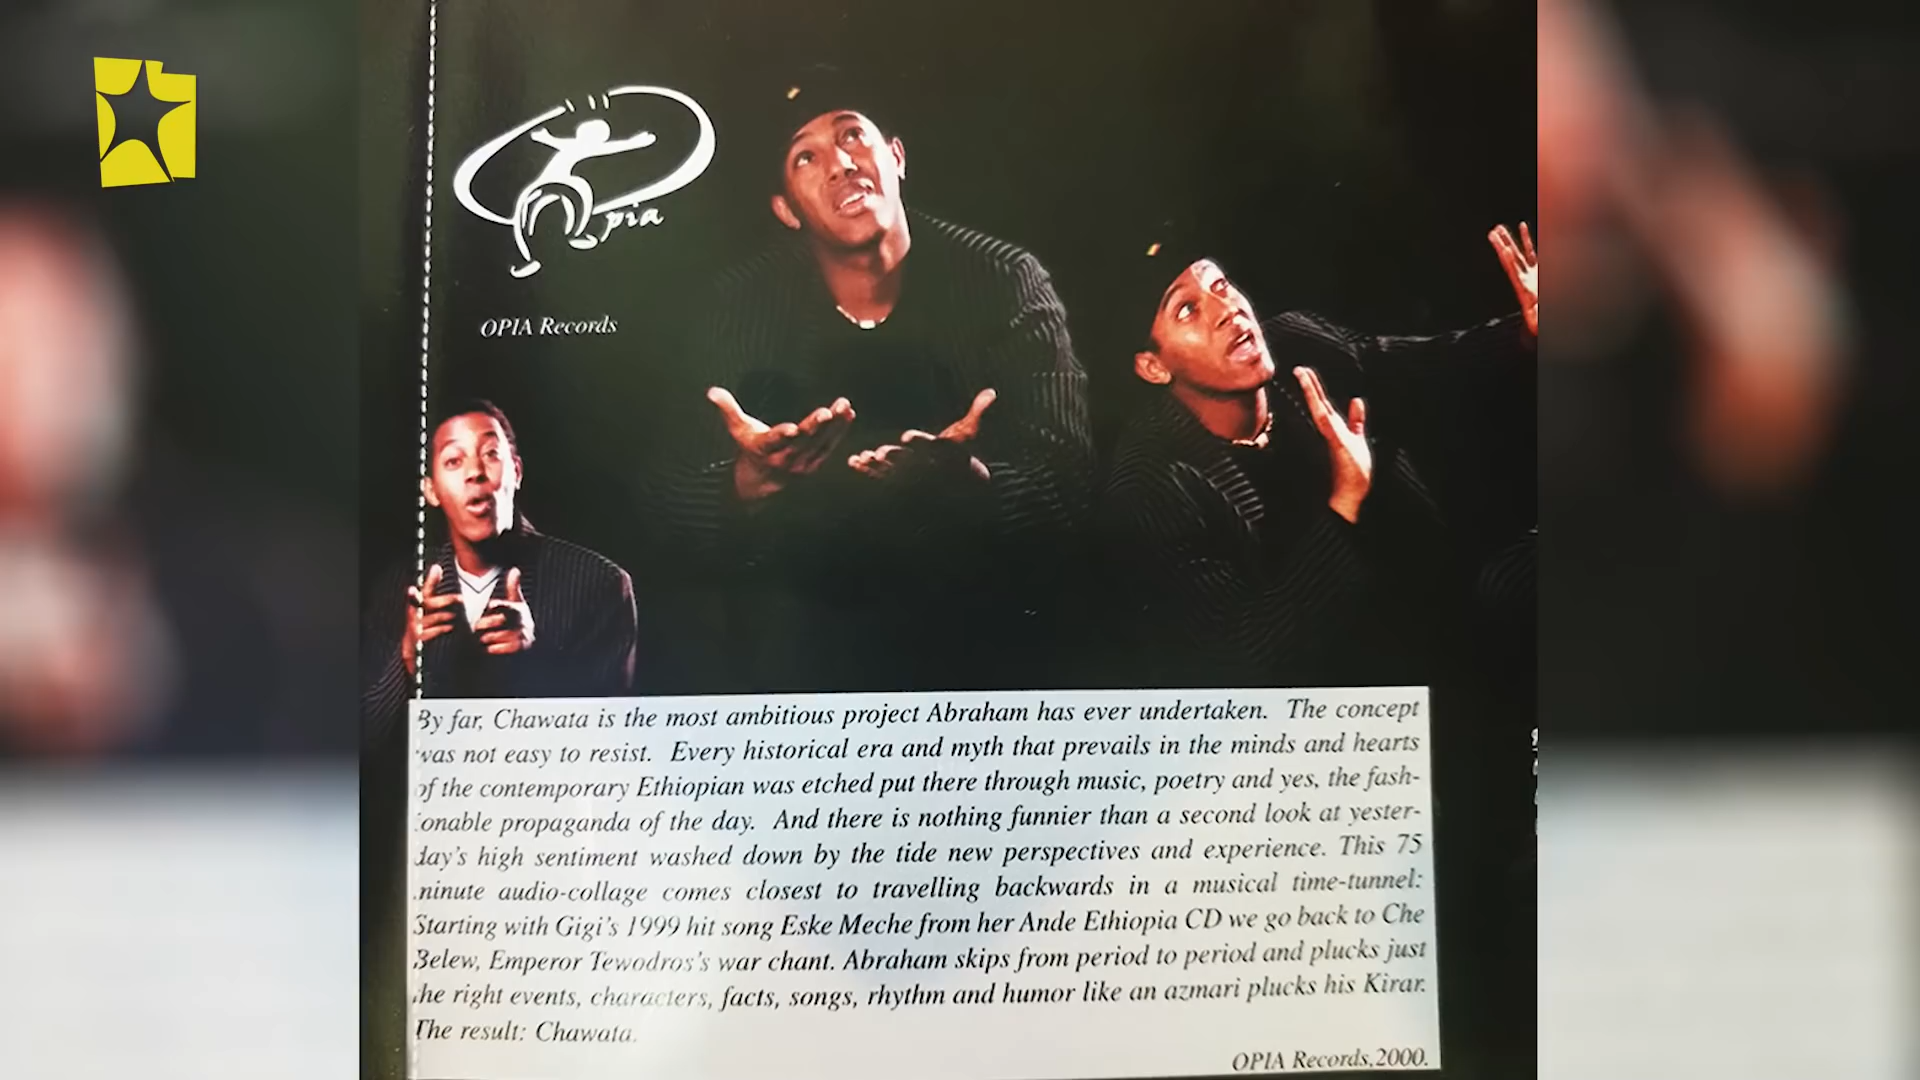 pia
OPIA Records
By far, Chawata is the most ambitious project Abraham has ever undertaken. The concept
was not easy to resist. Every historical era and myth that prevails in the minds and hearts
of the contemporary Ethiopian was etched put there through music, poetry and yes, the fash-
ionable propaganda of the day. And there is nothing funnier than a second look at yester-
day's high sentiment washed down by the tide new perspectives and experience. This 75
minute audio-collage comes closest to travelling backwards in a musical time-tunnel:
Starting with Gigi's 1999 hit song Eske Meche from her Ande Ethiopia CD we go back to Che
Belew, Emperor Tewodros's war chant. Abraham skips from period to period and plucks just
the right events, characters, facts, songs, rhythm and humor like an azmari plucks his Kirar.
The result: Chawata.
OPIA Records,2000.